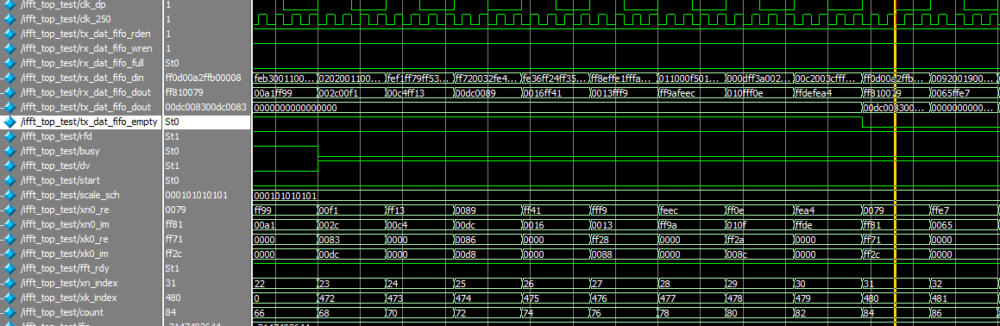 /ifft_top_test/clk_dp 1
/ifft_top_test/clk_250 1
/ifft_top_test/tx_dat_fifo_rden 1
/ifft_top_test/rx_dat_fifo_wren 1
/ifft_top_test/rx_dat_fifo_full St0
/ifft_top_test/rx_dat_fifo_din ff0d00a2ffb00008 feb3001100... 0202001100... fef1ff79ff53... ff720032fe4... fe36ff24ff35... ff8effe1fffa... 011000f501... 000dff3a002... 00c2003cfff... ff0d00a2ffb... 0092001900...
/ifft_top_test/rx_dat_fifo_dout ff810079 00a1ff99 002c00f1 00c4ff13 00dc0089 0016ff41 0013fff9 ff9afeec 010fff0e ffdefea4 ff810079 0065ffe7
/ifft_top_test/tx_dat_fifo_dout 00dc008300dc0083 0000000000000000 00dc008300... 0000000000...
/ifft_top_test/tx_dat_fifo_empty St0
/ifft_top_test/rfd St1
/ifft_top_test/busy St0
/ifft_top_test/dv St1
/ifft_top_test/start St0
/ifft_top_test/scale_sch 000101010101 000101010101
/ifft_top_test/xn0_re 0079 ff99 00f1 ff13 0089 ff41 fff9 feec ff0e fea4 0079 ffe7
/ifft_top_test/xn0_im ff81 00a1 002c 00c4 00dc 0016 0013 ff9a 010f ffde ff81 0065
/ifft_top_test/xk0_re ff71 0000 0083 0000 0086 0000 ff28 0000 ff2a 0000 ff71 0000
/ifft_top_test/xk0_im ff2c 0000 00dc 0000 00d8 0000 0088 0000 008c 0000 ff2c 0000
/ifft_top_test/fft_rdy St1
/ifft_top_test/xn_index 31 22 23 24 25 26 27 28 29 30 31 32
/ifft_top_test/xk_index 480 0 472 473 474 475 476 477 478 479 480 481
/ifft_top_test/count 84 66 68 70 72 74 76 78 80 82 84 86